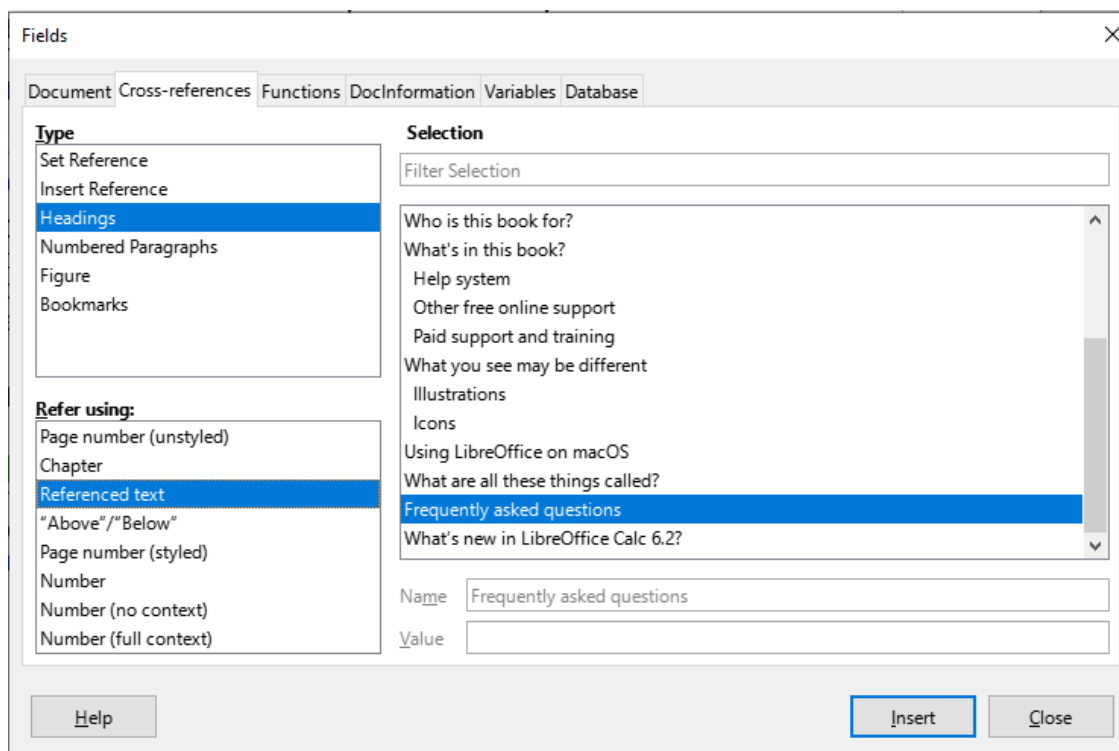 Fields
Document Cross-references Functions DocInformation Variables Database
Type
Set Reference
Insert Reference
Headings
Numbered Paragraphs
Figure
Bookmarks
Refer using:
Page number (unstyled)
Chapter
Referenced text
“Above”/“Below”
Page number (styled)
Number
Number (no context)
Number (full context)
Selection
Filter Selection
Who is this book for?
What's in this book?
Help system
Other free online support
Paid support and training
What you see may be different
Illustrations
Icons
Using LibreOffice on macOS
What are all these things called?
Frequently asked questions
What's new in LibreOffice Calc 6.2?
Name Frequently asked questions
Value
Help Insert Close